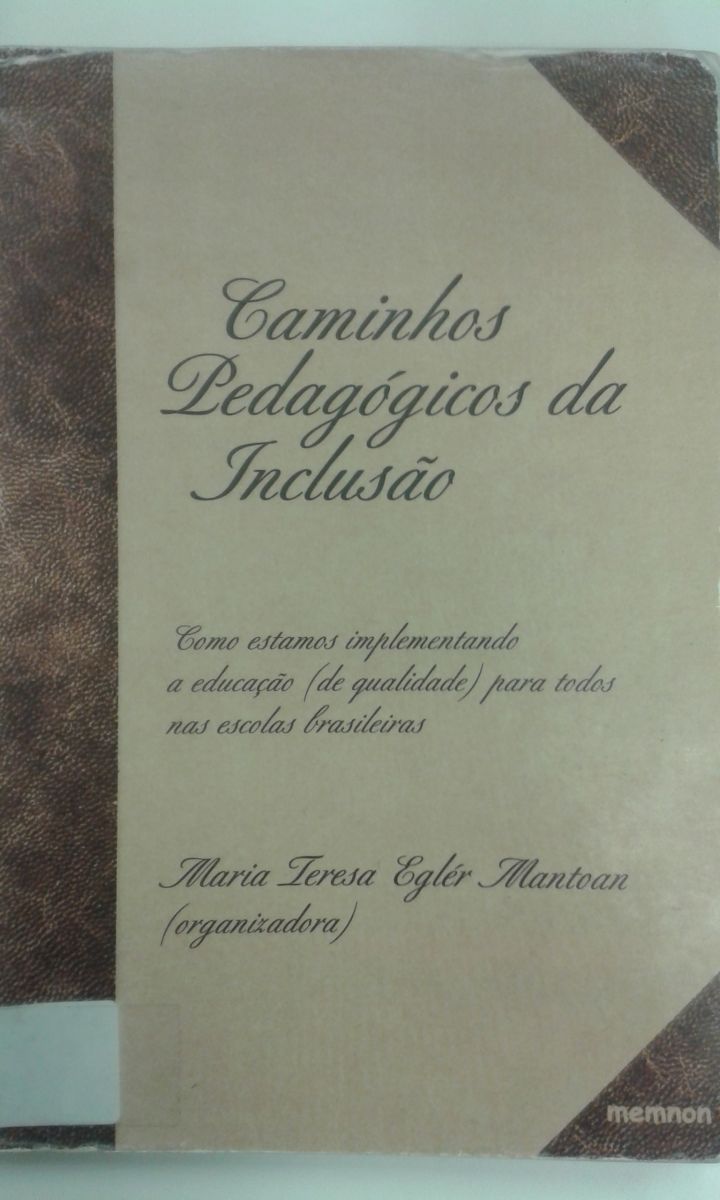 Caminhos
Pedagógicos da
Inclusão
Como estamos implementando
a educação (de qualidade) para todos
nas escolas brasileiras
Maria Teresa Eglér Mantoan
(organizadora)
memnon